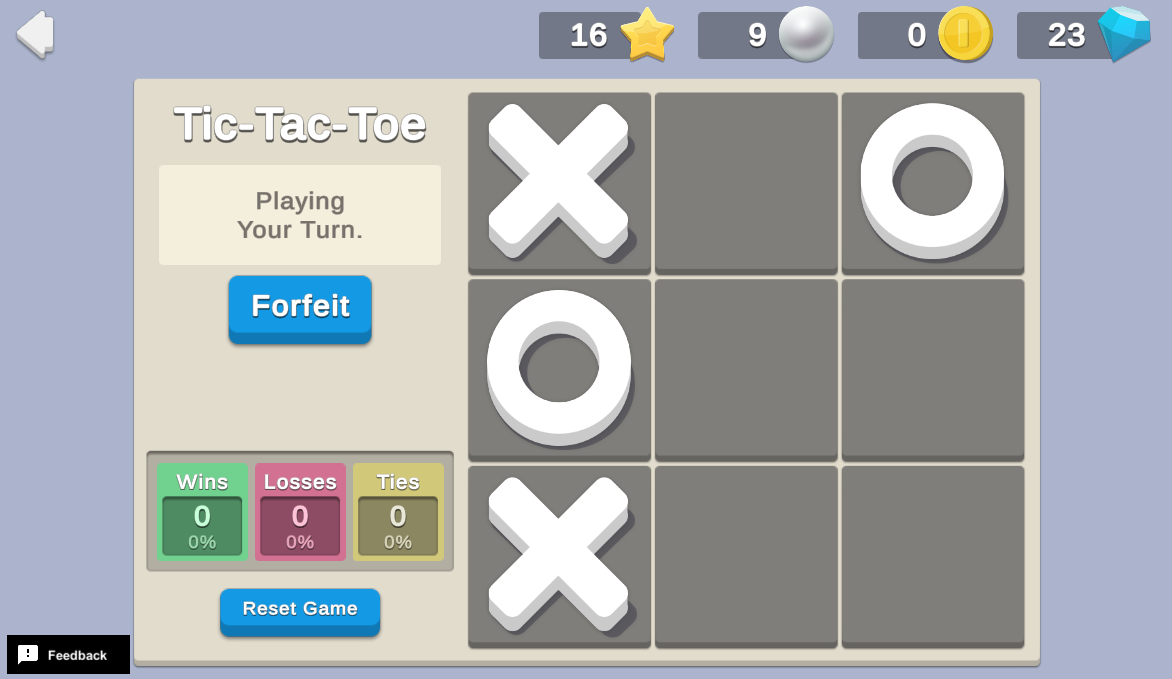 16
9
0
23
Tic-Tac-Toe
Playing
Your Turn.
Forfeit
Wins
Losses
Ties
0
0
0
0%
0%
0%
Reset Game
Feedback